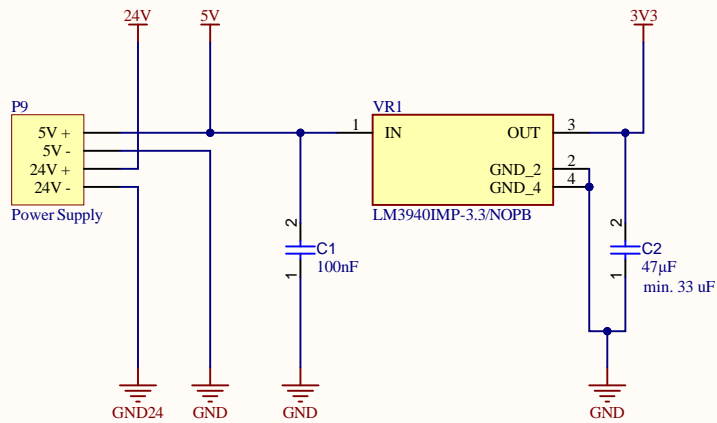 24V
5V
3V3
P9
5V +
5V -
24V +
24V -
Power Supply
VR1
1
IN
OUT
3
GND_2
2
GND_4
4
LM3940IMP-3.3/NOPB
2
C1
100nF
1
2
C2
47µF
min. 33 uF
1
GND24
GND
GND
GND